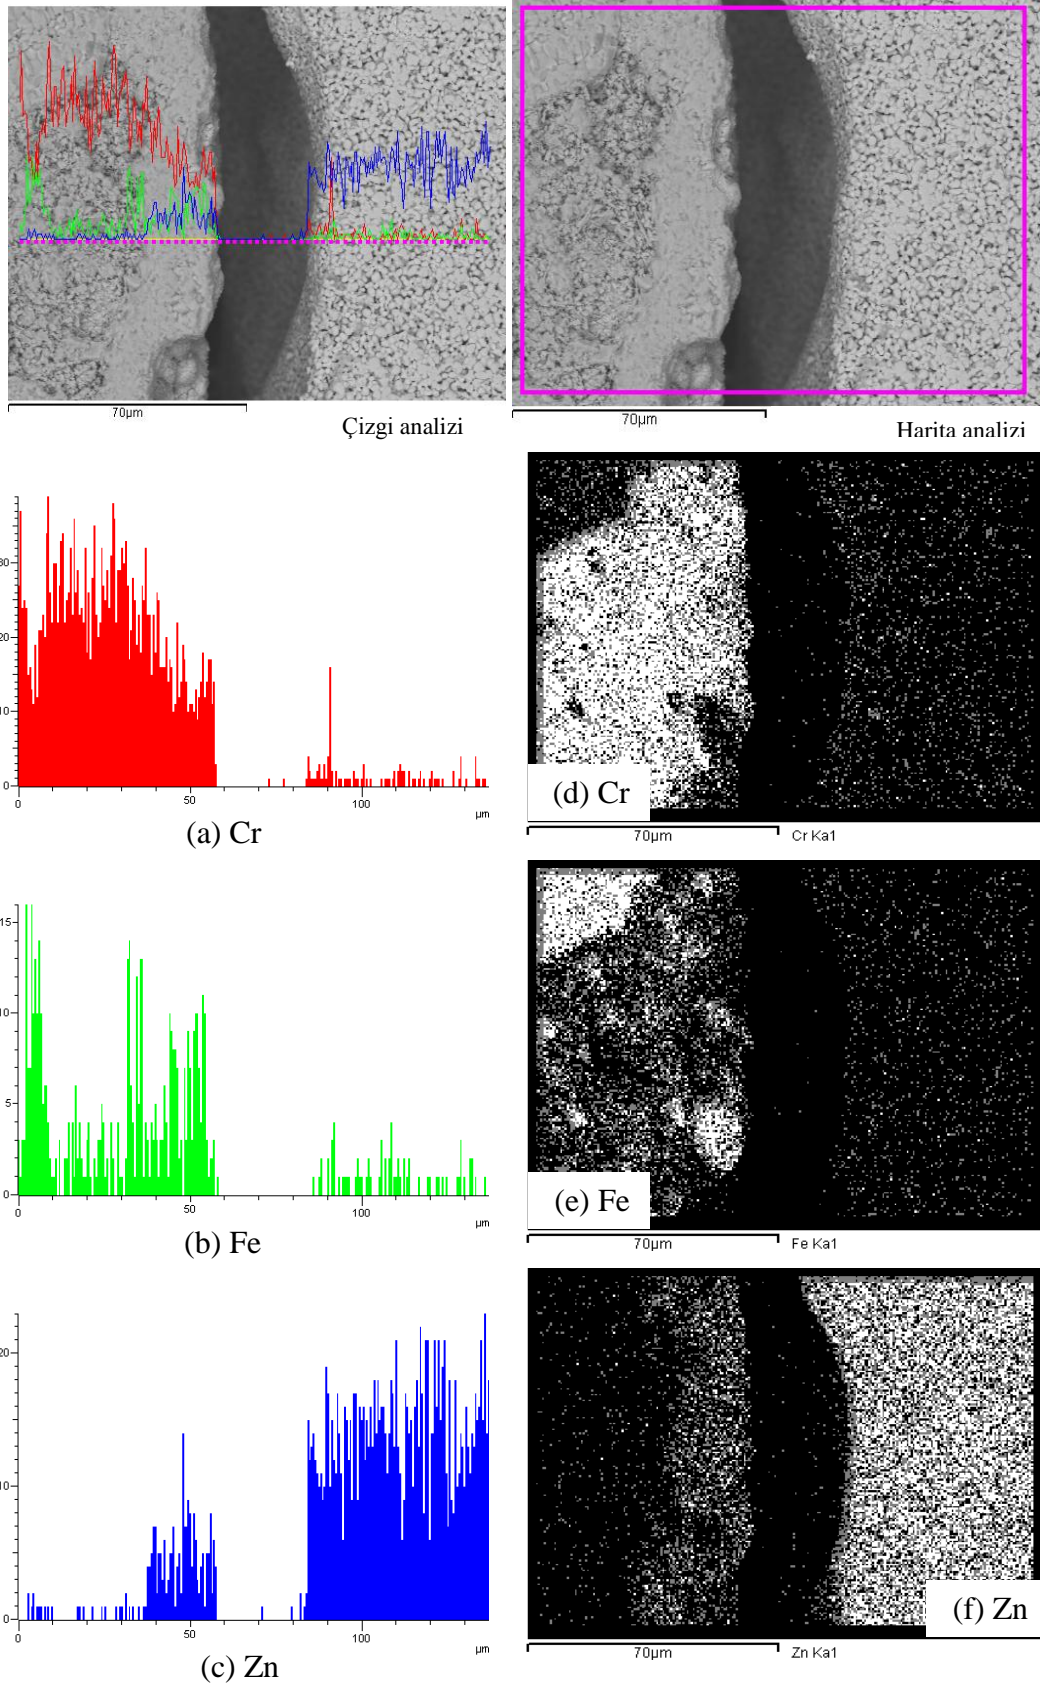 70µm
Çizgi analizi
70µm
Harita analizi
30
20
10
0
0 50 100
µm
(a) Cr
(d) Cr
70µm Cr Ka1
15
10
5
0
0 50 100
µm
(b) Fe
(e) Fe
70µm Fe Ka1
20
10
0
0 50 100
µm
(c) Zn
(f) Zn
70µm Zn Ka1